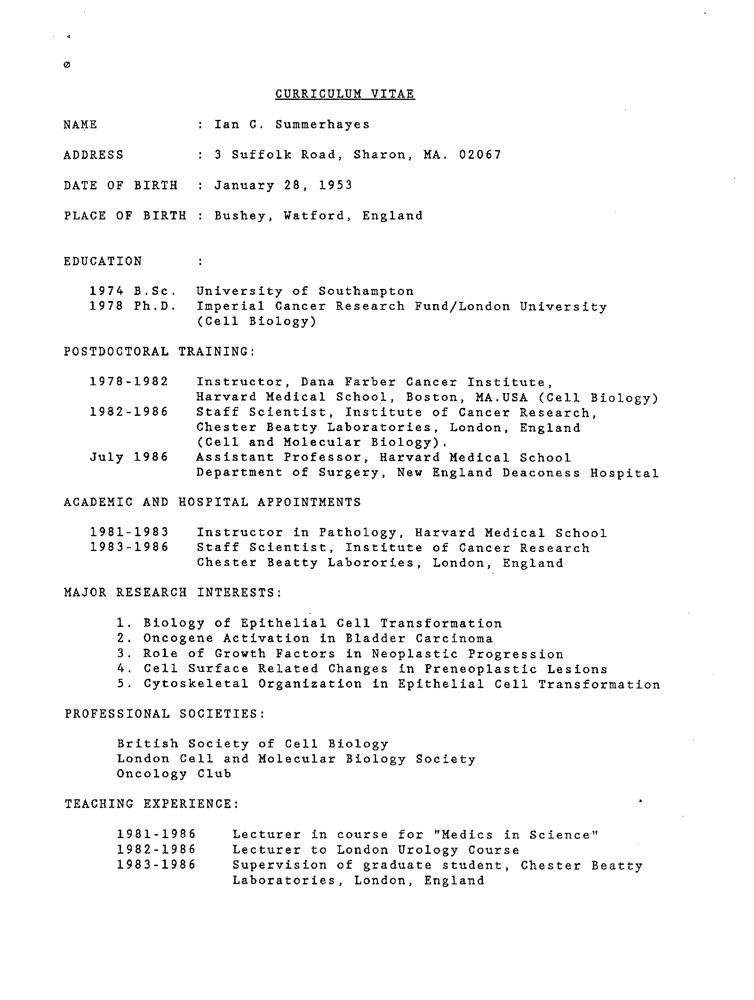 Ø
CURRICULUM VITAE
NAME : Ian C. Summerhayes
ADDRESS : 3 Suffolk Road, Sharon, MA. 02067
DATE OF BIRTH : January 28, 1953
PLACE OF BIRTH : Bushey, Watford, England
EDUCATION :
1974 B.Sc. University of Southampton
1978 Ph.D. Imperial Cancer Research Fund/London University
(Cell Biology)
POSTDOCTORAL TRAINING:
1978-1982 Instructor, Dana Farber Cancer Institute,
Harvard Medical School, Boston, MA.USA (Cell Biology)
1982-1986 Staff Scientist, Institute of Cancer Research,
Chester Beatty Laboratories, London, England
(Cell and Molecular Biology).
July 1986 Assistant Professor, Harvard Medical School
Department of Surgery, New England Deaconess Hospital
ACADEMIC AND HOSPITAL APPOINTMENTS
1981-1983 Instructor in Pathology, Harvard Medical School
1983-1986 Staff Scientist, Institute of Cancer Research
Chester Beatty Laborories, London, England
MAJOR RESEARCH INTERESTS:
1. Biology of Epithelial Cell Transformation
2. Oncogene Activation in Bladder Carcinoma
3. Role of Growth Factors in Neoplastic Progression
4. Cell Surface Related Changes in Preneoplastic Lesions
5. Cytoskeletal Organization in Epithelial Cell Transformation
PROFESSIONAL SOCIETIES:
British Society of Cell Biology
London Cell and Molecular Biology Society
Oncology Club
TEACHING EXPERIENCE:
1981-1986 Lecturer in course for "Medics in Science"
1982-1986 Lecturer to London Urology Course
1983-1986 Supervision of graduate student, Chester Beatty
Laboratories, London, England